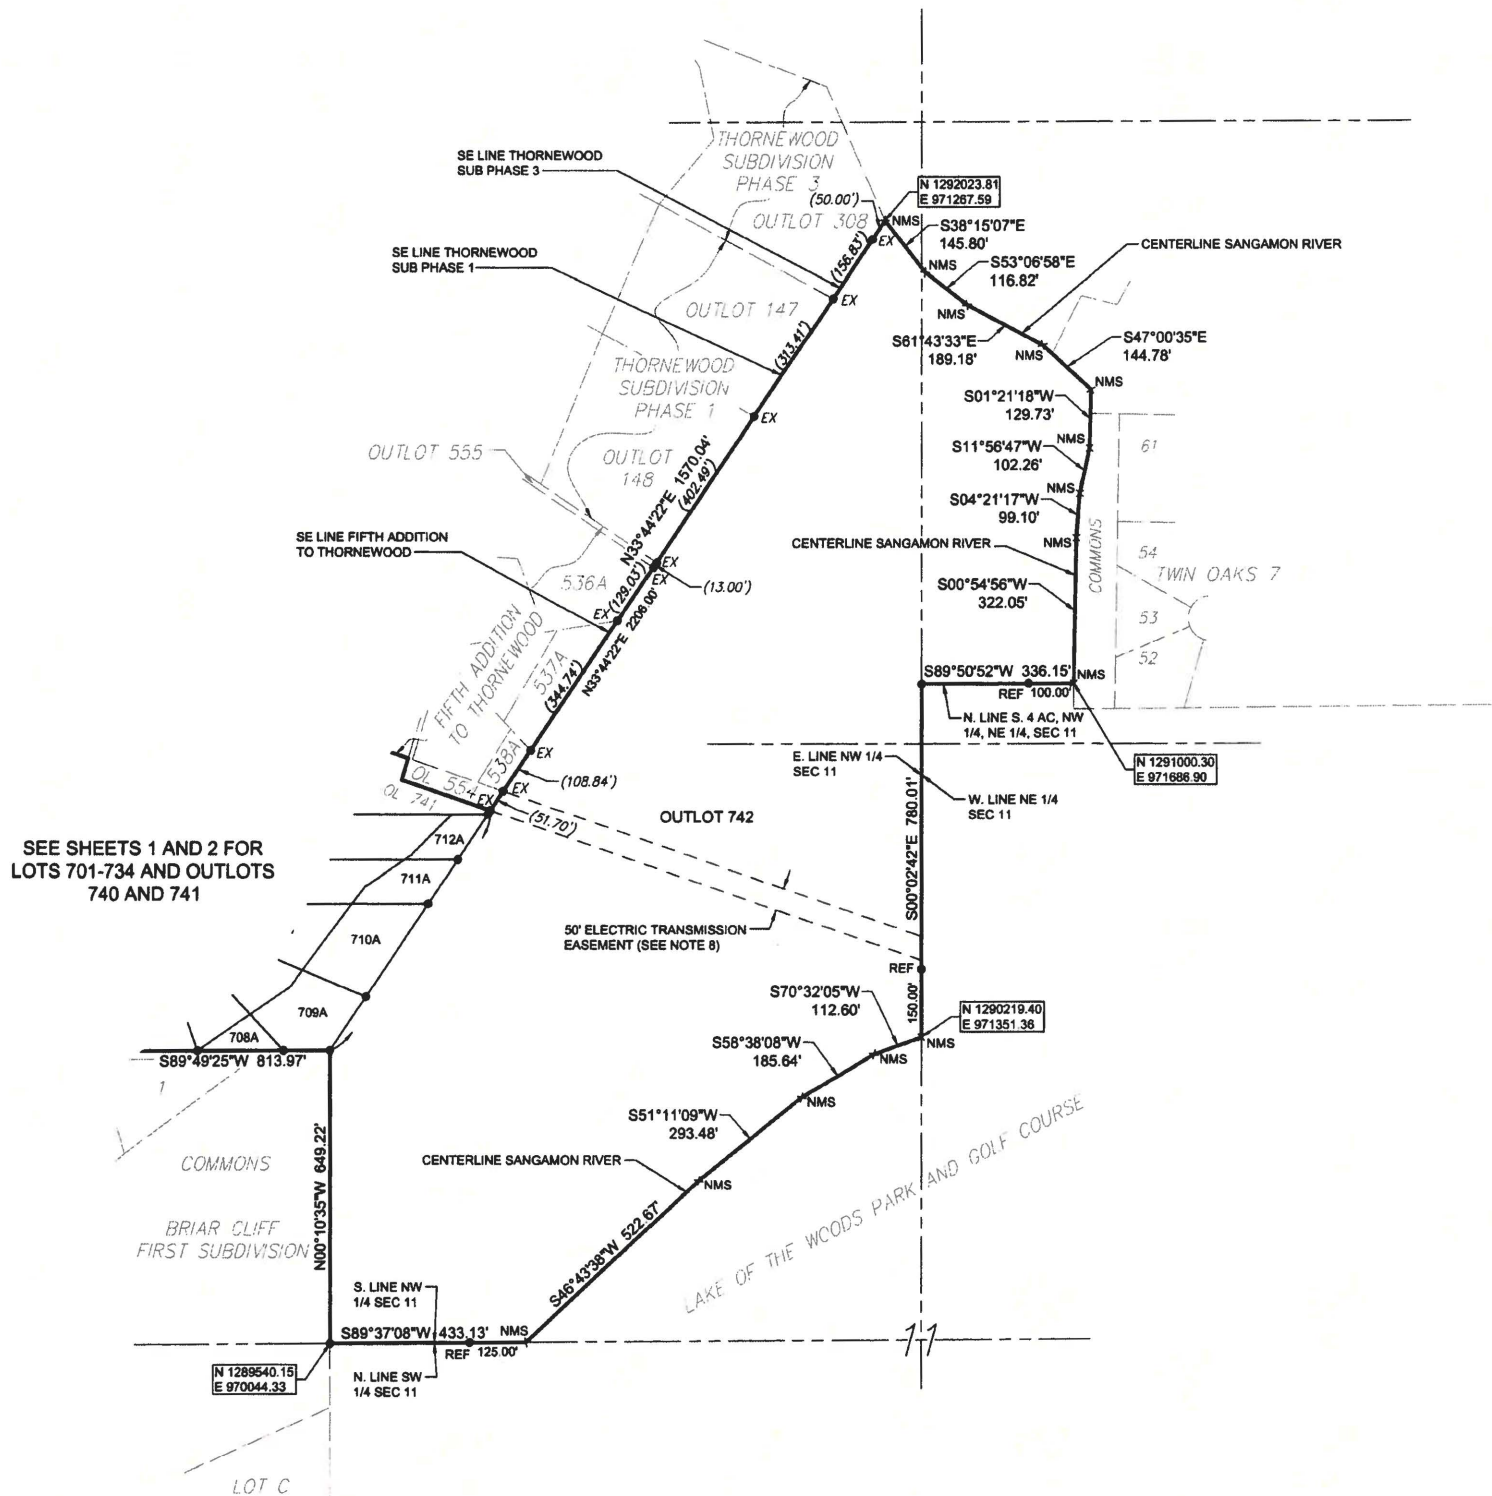 THORNEWOOD
SUBDIVISION
PHASE 3
SE LINE THORNEWOOD
SUB PHASE 3
(50.00')
N 1292023.81
E 971267.59
OUTLOT 308
NMS
S38°15'07"E
145.80'
EX
SE LINE THORNEWOOD
SUB PHASE 1
(156.83')
CENTERLINE SANGAMON RIVER
NMS
S53°06'58"E
116.82'
EX
OUTLOT 147
NMS
S61°43'33"E
189.18'
NMS
S47°00'35"E
144.78'
(313.41')
THORNEWOOD
SUBDIVISION
PHASE 1
NMS
S01°21'18"W
129.73'
EX
OUTLOT 555
OUTLOT
148
NMS
S11°56'47"W
102.26'
61
N33°44'22"E 1570.04'
(402.49')
NMS
S04°21'17"W
99.10'
SE LINE FIFTH ADDITION
TO THORNEWOOD
NMS
CENTERLINE SANGAMON RIVER
COMMONS
54
TWIN OAKS 7
EX
EX
536A
(13.00')
S00°54'56"W
322.05'
(129.03')
EX
N33°44'22"E 2206.00'
53
52
FIFTH ADDITION
TO THORNEWOOD
537A
(344.74')
S89°50'52"W 336.15'
NMS
REF 100.00'
N. LINE S. 4 AC, NW
1/4, NE 1/4, SEC 11
EX
538A
OL 554
OL 741
EX
EX
(108.84')
(51.70')
E. LINE NW 1/4
SEC 11
N 1291000.30
E 971686.90
W. LINE NE 1/4
SEC 11
OUTLOT 742
S00°02'42"E 780.01'
SEE SHEETS 1 AND 2 FOR
LOTS 701-734 AND OUTLOTS
740 AND 741
712A
711A
710A
709A
708A
50' ELECTRIC TRANSMISSION
EASEMENT (SEE NOTE 8)
REF
150.00'
S70°32'05"W
112.60'
N 1290219.40
E 971351.36
NMS
S58°38'08"W
185.64'
NMS
S89°49'25"W 813.97'
1
NMS
S51°11'09"W
293.48'
CENTERLINE SANGAMON RIVER
NMS
COMMONS
N00°10'35"W 649.22'
BRIAR CLIFF
FIRST SUBDIVISION
S46°43'38"W 522.67'
LAKE OF THE WOODS PARK AND GOLF COURSE
S. LINE NW
1/4 SEC 11
S89°37'08"W 433.13'
NMS
REF 125.00'
N 1289540.15
E 970044.33
N. LINE SW
1/4 SEC 11
LOT C